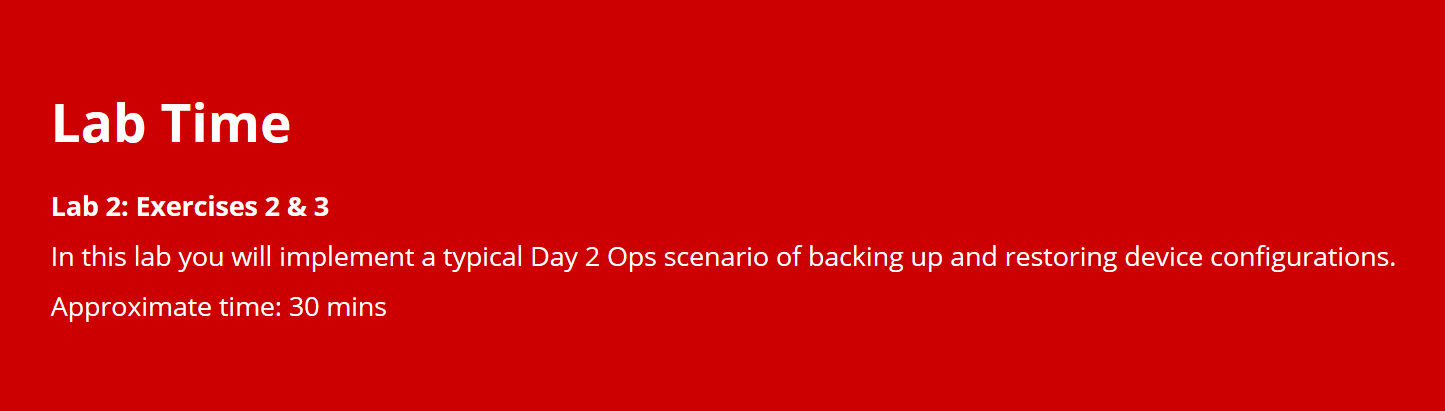 Lab Time
Lab 2: Exercises 2 & 3
In this lab you will implement a typical Day 2 Ops scenario of backing up and restoring device configurations.
Approximate time: 30 mins